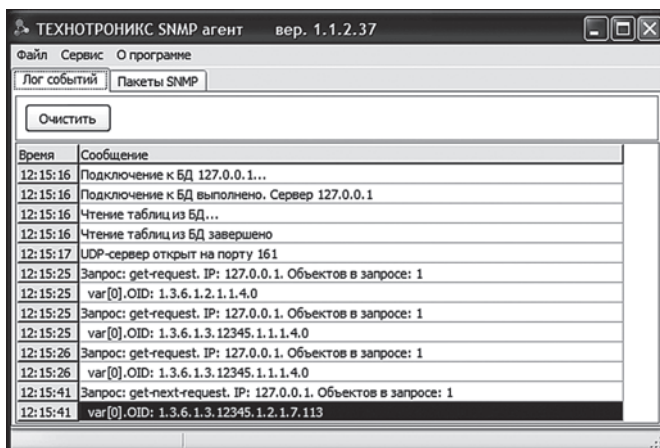 ТЕХНОТРОНИКС SNMP агент вер. 1.1.2.37
Файл Сервис О программе
Лог событий Пакеты SNMP
Очистить
Время Сообщение
12:15:16 Подключение к БД 127.0.0.1...
12:15:16 Подключение к БД выполнено. Сервер 127.0.0.1
12:15:16 Чтение таблиц из БД...
12:15:16 Чтение таблиц из БД завершено
12:15:17 UDP-сервер открыт на порту 161
12:15:25 Запрос: get-request. IP: 127.0.0.1. Объектов в запросе: 1
12:15:25 var[0].OID: 1.3.6.1.2.1.1.4.0
12:15:25 Запрос: get-request. IP: 127.0.0.1. Объектов в запросе: 1
12:15:25 var[0].OID: 1.3.6.1.3.12345.1.1.1.4.0
12:15:26 Запрос: get-request. IP: 127.0.0.1. Объектов в запросе: 1
12:15:26 var[0].OID: 1.3.6.1.3.12345.1.1.1.4.0
12:15:41 Запрос: get-next-request. IP: 127.0.0.1. Объектов в запросе: 1
12:15:41 var[0].OID: 1.3.6.1.3.12345.1.2.1.7.113